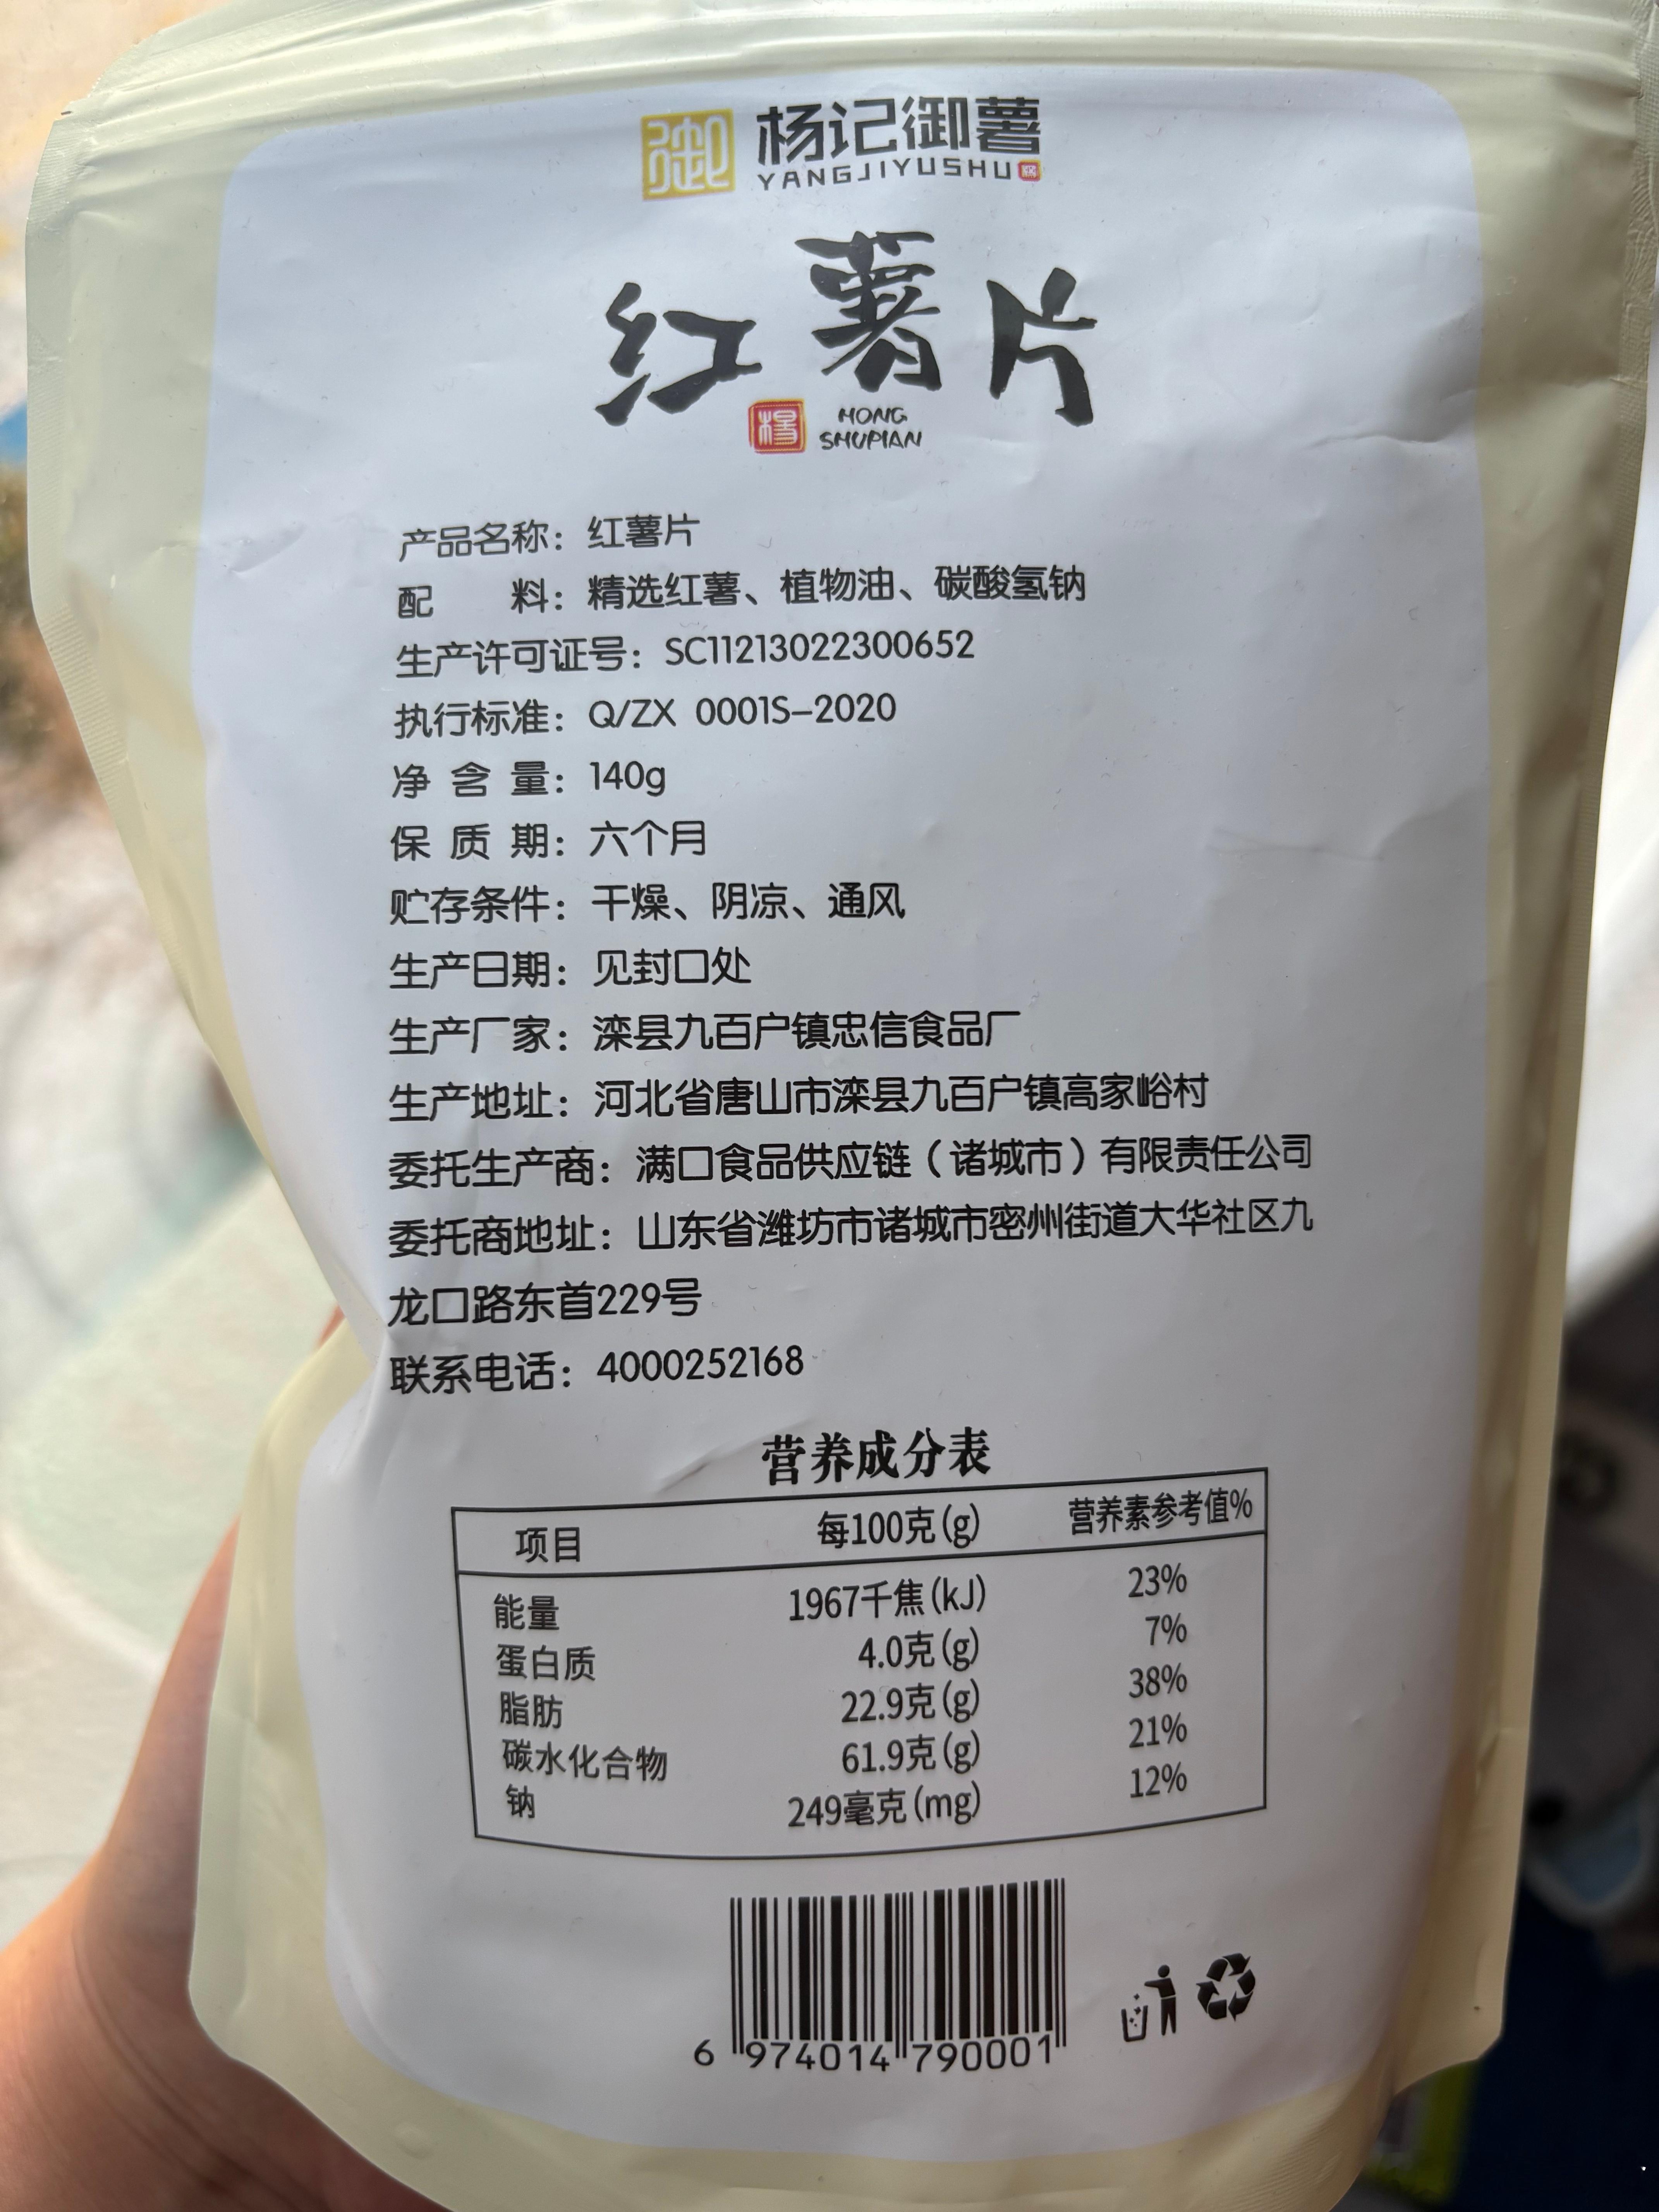 御 杨记御薯
YANGJIYUSHU
红薯片
杨 HONG
SHUPIAN
产品名称：红薯片
配 料：精选红薯、植物油、碳酸氢钠
生产许可证号：SC11213022300652
执行标准：Q/ZX 0001S-2020
净含量：140g
保质期：六个月
贮存条件：干燥、阴凉、通风
生产日期：见封口处
生产厂家：滦县九百户镇忠信食品厂
生产地址：河北省唐山市滦县九百户镇高家峪村
委托生产商：满口食品供应链（诸城市）有限责任公司
委托商地址：山东省潍坊市诸城市密州街道大华社区九
龙口路东首229号
联系电话：4000252168
营养成分表
项目 每100克(g) 营养素参考值%
能量 1967千焦(kJ) 23%
蛋白质 4.0克(g) 7%
脂肪 22.9克(g) 38%
碳水化合物 61.9克(g) 21%
钠 249毫克(mg) 12%
6 974014 790001